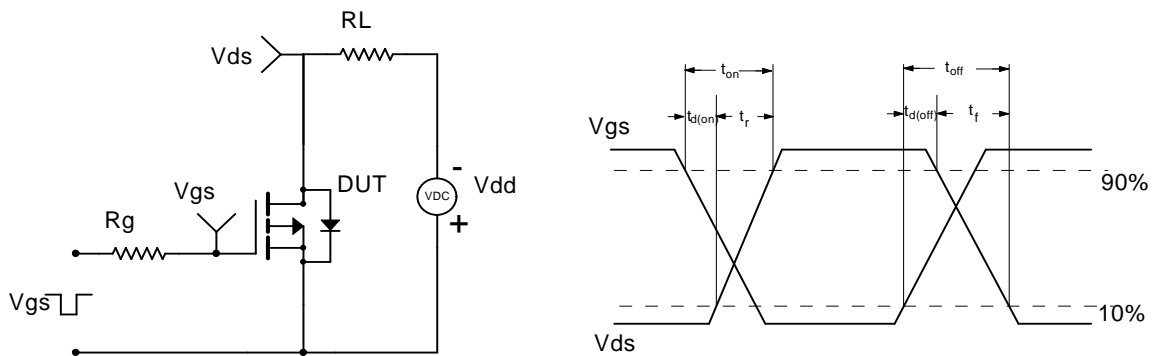 RL
Vds
Vgs
DUT
-
VDC
Vdd
+
Rg
Vgs
ton
toff
td(on)
tr
td(off)
tf
Vgs
90%
10%
Vds